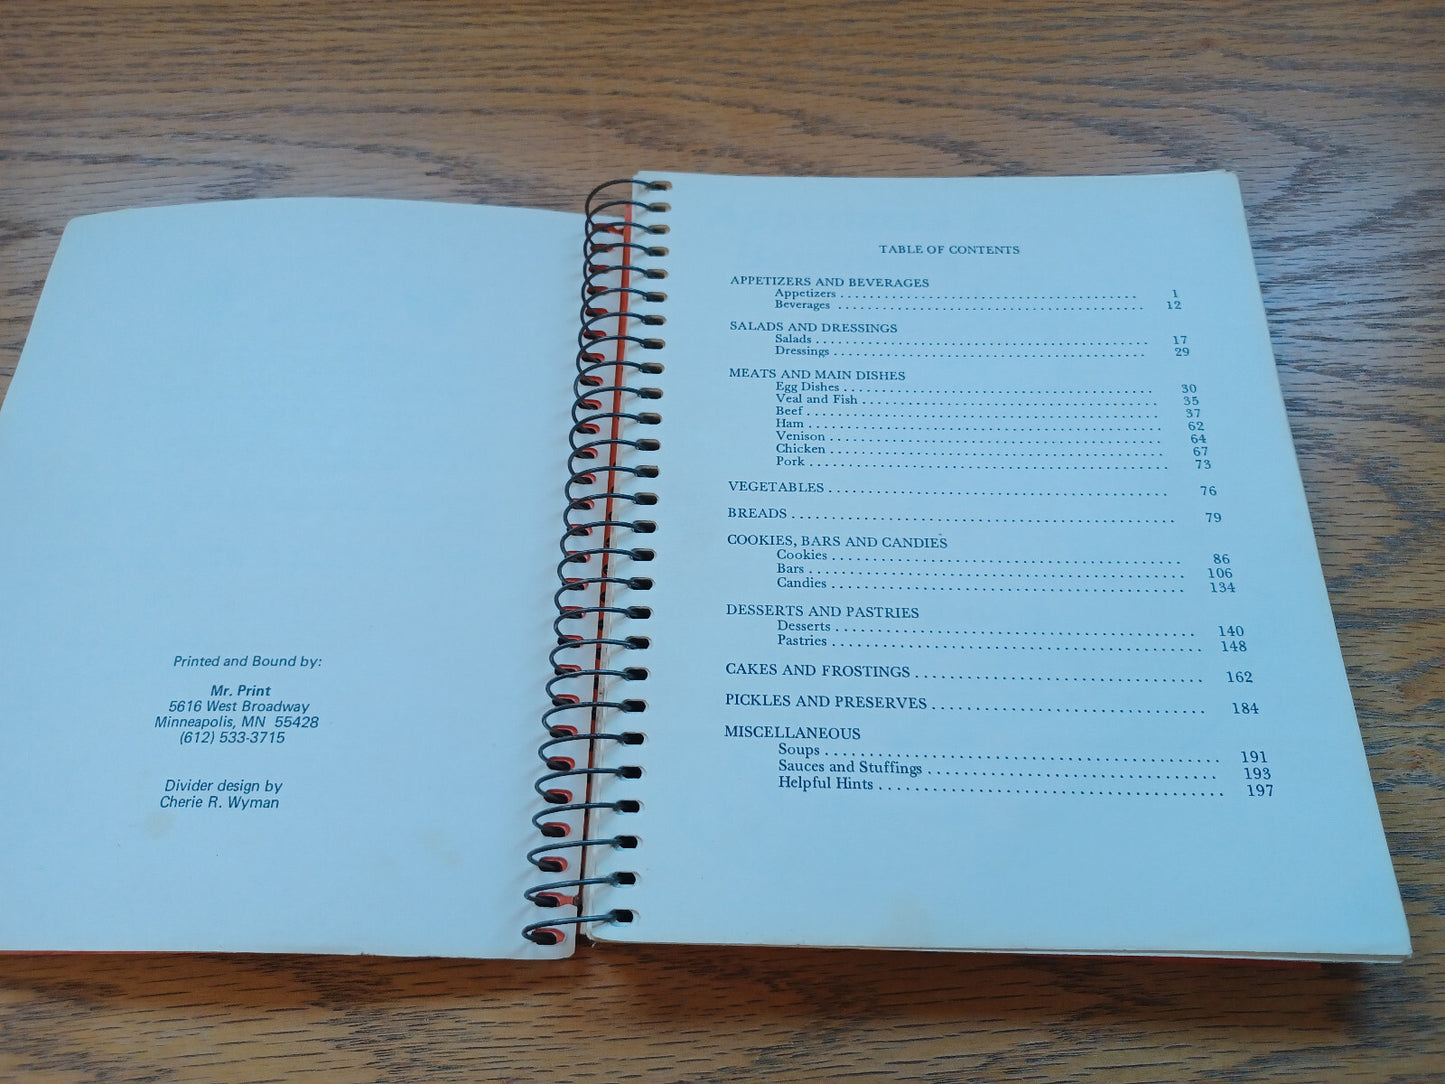 Printed and Bound by:
Mr. Print
5616 West Broadway
Minneapolis, MN 55428
(612) 533-3715
Divider design by
Cherie R. Wyman
TABLE OF CONTENTS
APPETIZERS AND BEVERAGES
Appetizers . . . . . . . . . . . . . . . . . . . . 1
Beverages . . . . . . . . . . . . . . . . . . . . 12
SALADS AND DRESSINGS
Salads . . . . . . . . . . . . . . . . . . . . 17
Dressings . . . . . . . . . . . . . . . . . . . . 29
MEATS AND MAIN DISHES
Egg Dishes . . . . . . . . . . . . . . . . . . . . 30
Veal and Fish . . . . . . . . . . . . . . . . . . . . 35
Beef . . . . . . . . . . . . . . . . . . . . 37
Ham . . . . . . . . . . . . . . . . . . . . 62
Venison . . . . . . . . . . . . . . . . . . . . 64
Chicken . . . . . . . . . . . . . . . . . . . . 67
Pork . . . . . . . . . . . . . . . . . . . . 73
VEGETABLES . . . . . . . . . . . . . . . . . . . . 76
BREADS . . . . . . . . . . . . . . . . . . . . 79
COOKIES, BARS AND CANDIES
Cookies . . . . . . . . . . . . . . . . . . . . 86
Bars . . . . . . . . . . . . . . . . . . . . 106
Candies . . . . . . . . . . . . . . . . . . . . 134
DESSERTS AND PASTRIES
Desserts . . . . . . . . . . . . . . . . . . . . 140
Pastries . . . . . . . . . . . . . . . . . . . . 148
CAKES AND FROSTINGS . . . . . . . . . . . . . . . . . . . . 162
PICKLES AND PRESERVES . . . . . . . . . . . . . . . . . . . . 184
MISCELLANEOUS
Soups . . . . . . . . . . . . . . . . . . . . 191
Sauces and Stuffings . . . . . . . . . . . . . . . . . . . . 193
Helpful Hints . . . . . . . . . . . . . . . . . . . . 197